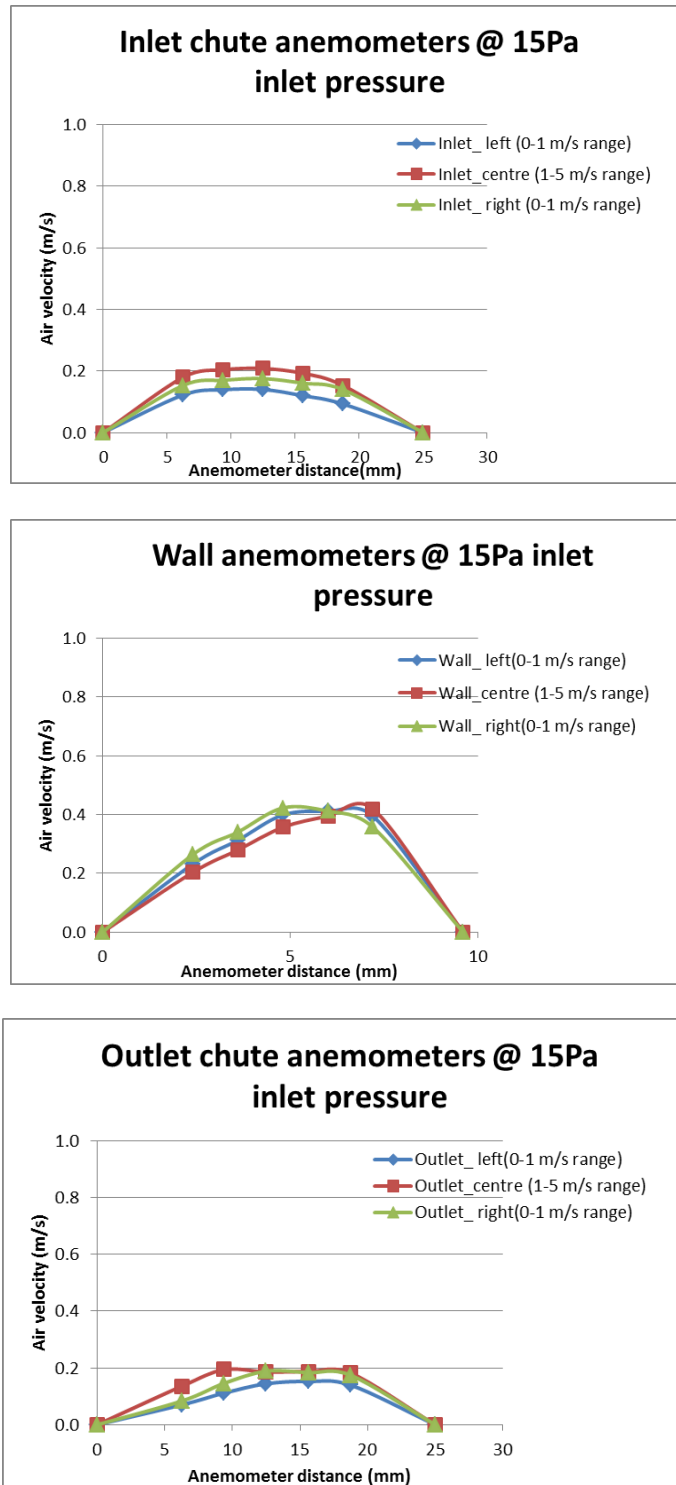 Inlet chute anemometers @ 15Pa
inlet pressure
1.0
0.8
0.6
0.4
0.2
0.0
Air velocity (m/s)
Inlet_ left (0-1 m/s range)
Inlet_centre (1-5 m/s range)
Inlet_ right (0-1 m/s range)
0 5 10 15 20 25 30
Anemometer distance(mm)
Wall anemometers @ 15Pa inlet
pressure
1.0
0.8
0.6
0.4
0.2
0.0
Air velocity (m/s)
Wall_ left(0-1 m/s range)
Wall_centre (1-5 m/s range)
Wall_ right(0-1 m/s range)
0 5 10
Anemometer distance (mm)
Outlet chute anemometers @ 15Pa
inlet pressure
1.0
0.8
0.6
0.4
0.2
0.0
Air velocity (m/s)
Outlet_ left(0-1 m/s range)
Outlet_centre (1-5 m/s range)
Outlet_ right(0-1 m/s range)
0 5 10 15 20 25 30
Anemometer distance (mm)